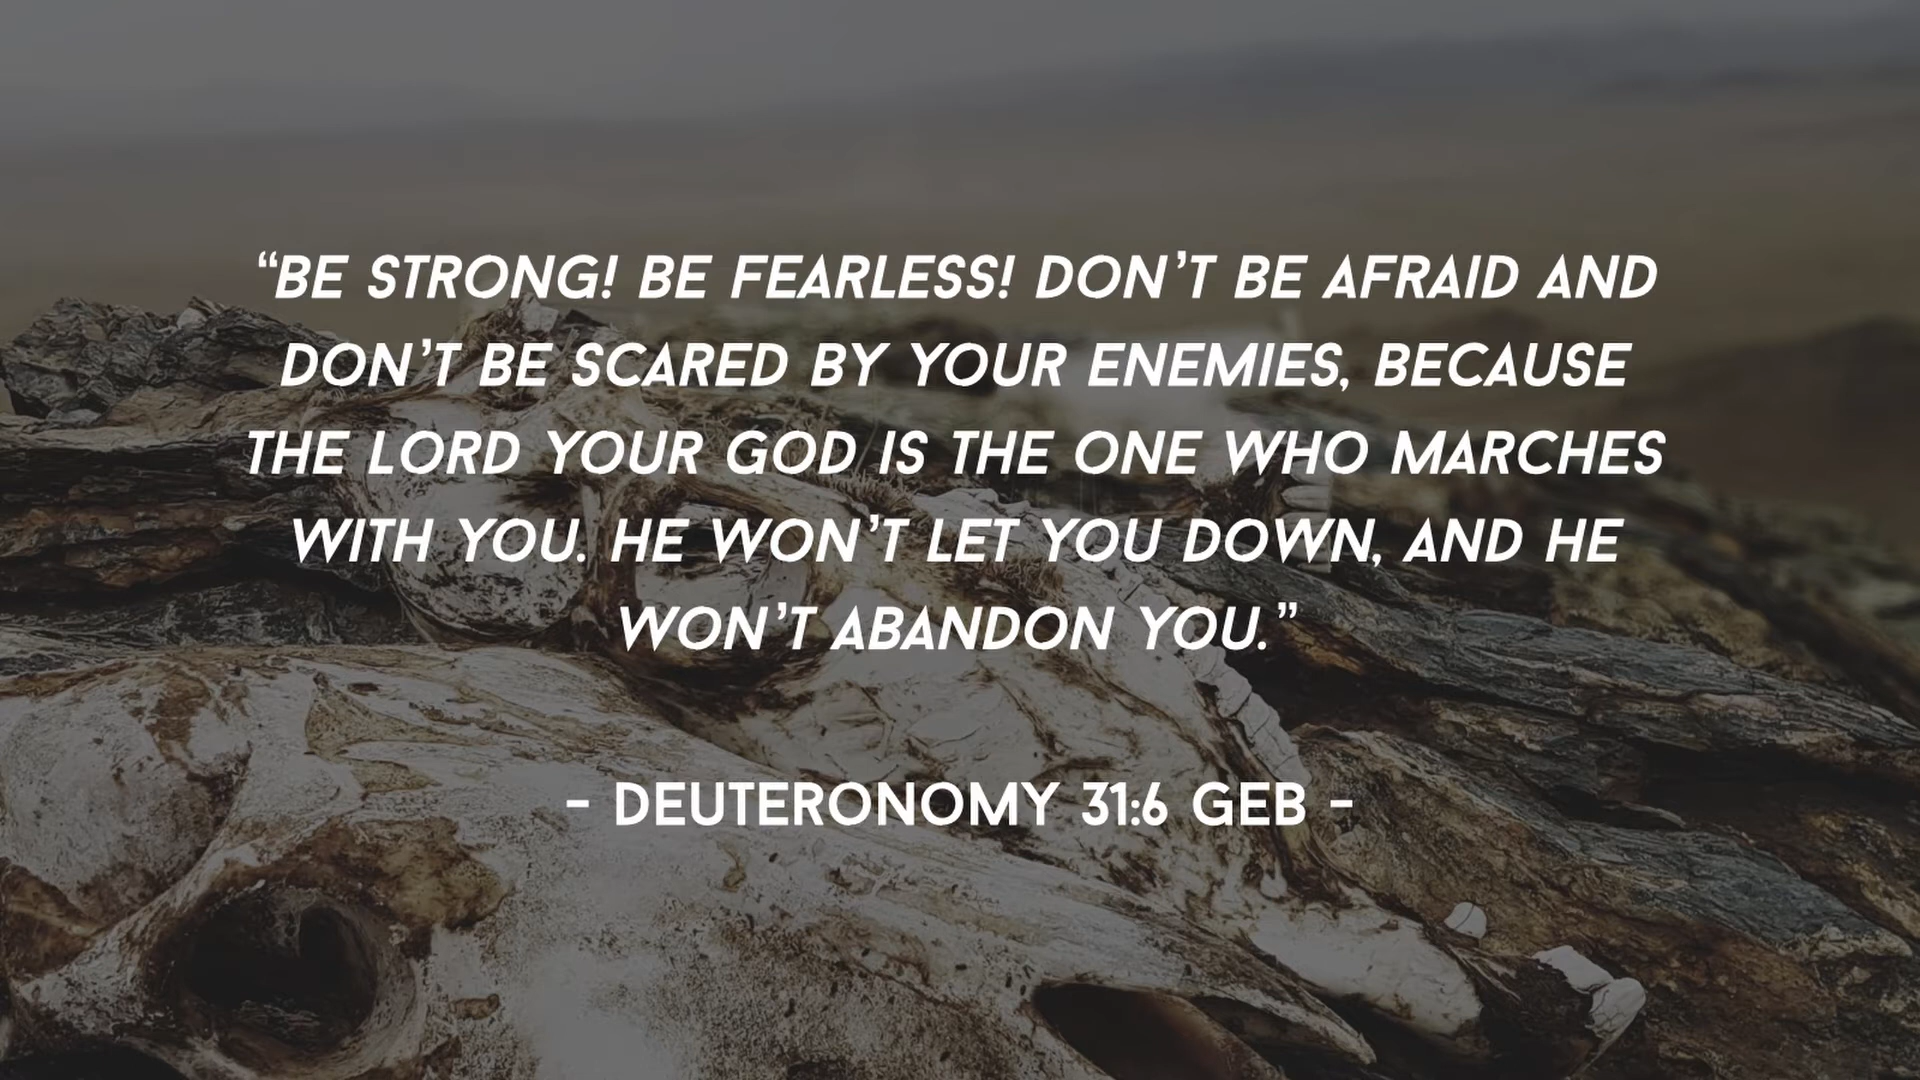 “BE STRONG! BE FEARLESS! DON’T BE AFRAID AND
DON’T BE SCARED BY YOUR ENEMIES, BECAUSE
THE LORD YOUR GOD IS THE ONE WHO MARCHES
WITH YOU. HE WON’T LET YOU DOWN, AND HE
WON’T ABANDON YOU.”
- DEUTERONOMY 31:6 GEB -